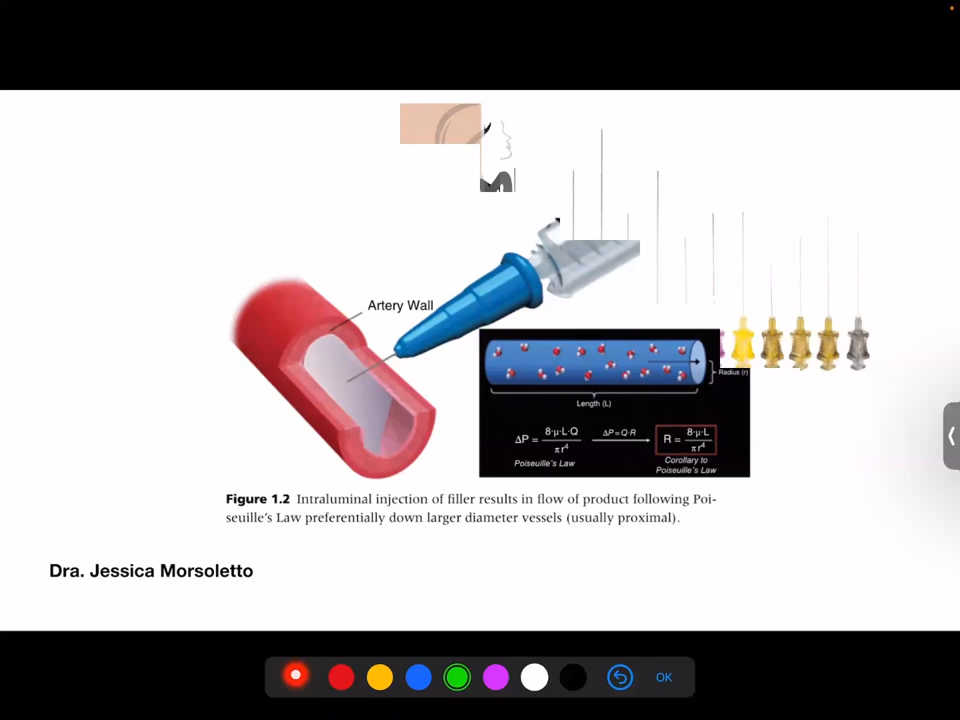 Artery Wall
Radius (r)
Length (L)
ΔP = 8·μ·L·Q / πr⁴
ΔP=Q·R
R = 8·μ·L / πr⁴
Poiseuille's Law
Corollary to
Poiseuille's Law
Figure 1.2 Intraluminal injection of filler results in flow of product following Poi-
seuille's Law preferentially down larger diameter vessels (usually proximal).
Dra. Jessica Morsoletto
OK